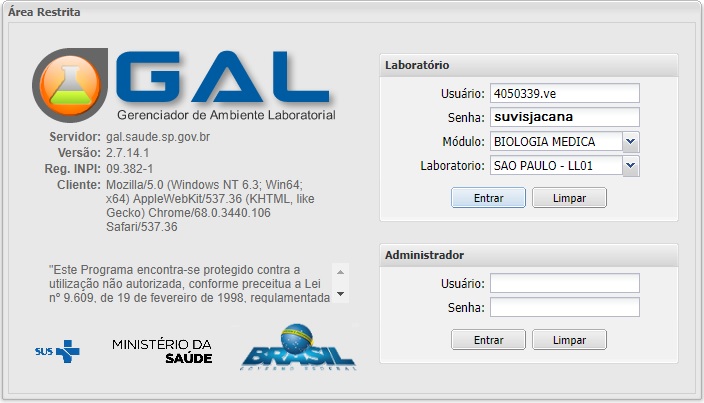 Área Restrita
GAL
Gerenciador de Ambiente Laboratorial
Servidor: gal.saude.sp.gov.br
Versão: 2.7.14.1
Reg. INPI: 09.382-1
Cliente: Mozilla/5.0 (Windows NT 6.3; Win64;
x64) AppleWebKit/537.36 (KHTML, like
Gecko) Chrome/68.0.3440.106
Safari/537.36
"Este Programa encontra-se protegido contra a
utilização não autorizada, conforme preceitua a Lei
nº 9.609, de 19 de fevereiro de 1998, regulamentada
SUS
MINISTÉRIO DA
SAÚDE
BRASIL
GOVERNO FEDERAL
Laboratório
Usuário: 4050339.ve
Senha: suvisjacana
Módulo: BIOLOGIA MEDICA
Laboratorio: SAO PAULO - LL01
Entrar Limpar
Administrador
Usuário:
Senha:
Entrar Limpar